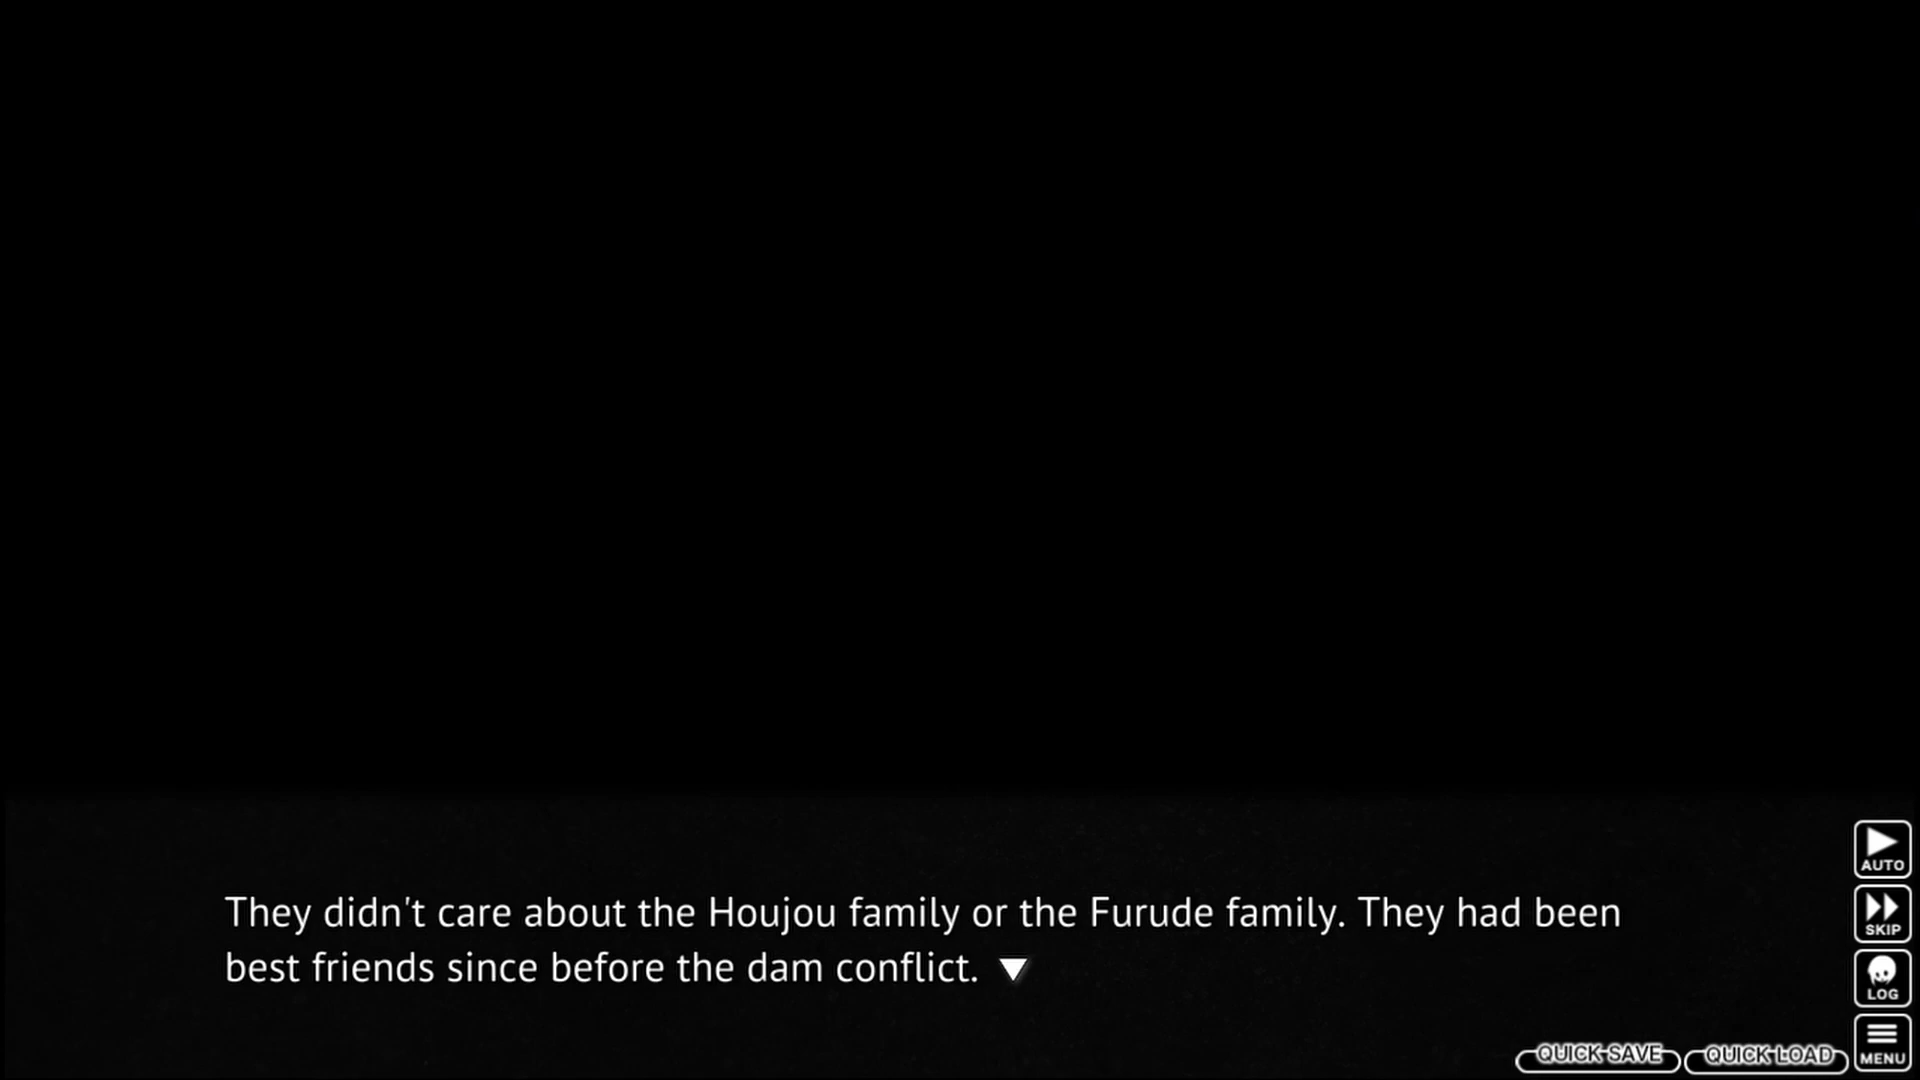 They didn't care about the Houjou family or the Furude family. They had been
best friends since before the dam conflict.
AUTO
SKIP
LOG
MENU
QUICK SAVE
QUICK LOAD